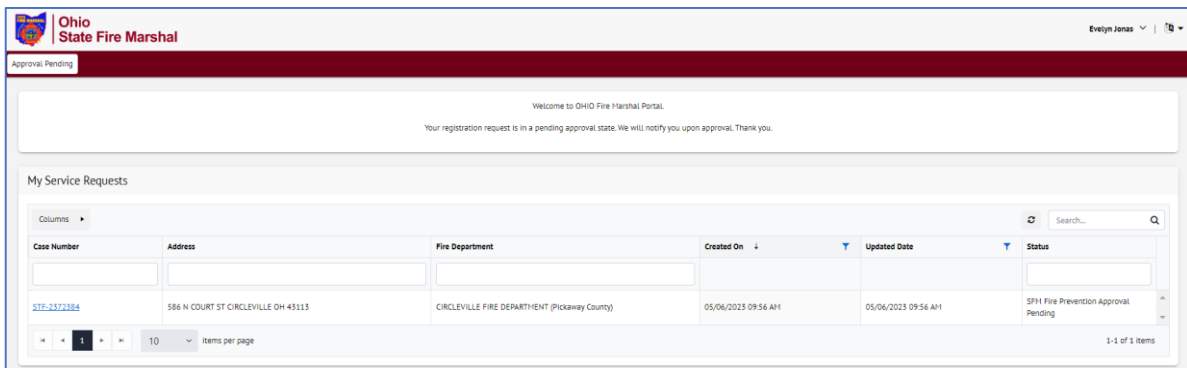 Ohio
State Fire Marshal
Evelyn Jonas
Approval Pending
Welcome to OHIO Fire Marshal Portal.
Your registration request is in a pending approval state. We will notify you upon approval. Thank you.
My Service Requests
Columns
Search...
Case Number Address Fire Department Created On Updated Date Status
STF-2372384 586 N COURT ST CIRCLEVILLE OH 43113 CIRCLEVILLE FIRE DEPARTMENT (Pickaway County) 05/06/2023 09:56 AM 05/06/2023 09:56 AM SFM Fire Prevention Approval
Pending
1 10 items per page 1-1 of 1 items